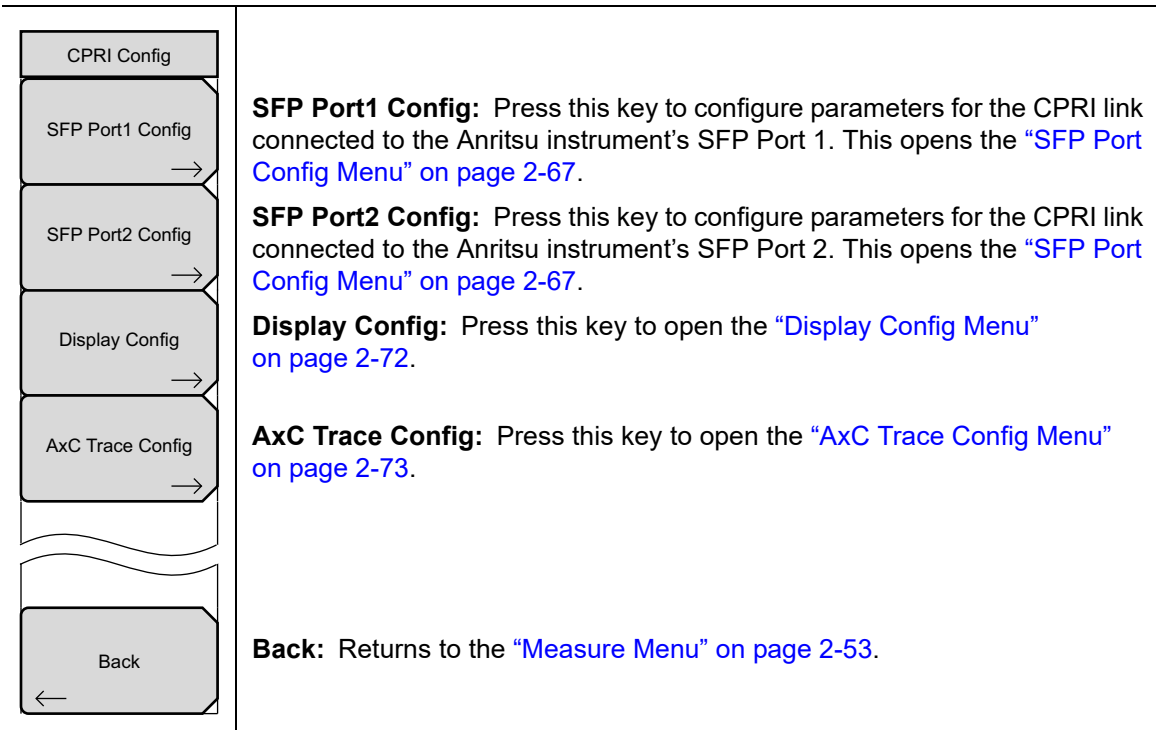 CPRI Config
SFP Port1 Config
SFP Port2 Config
Display Config
AxC Trace Config
Back
SFP Port1 Config: Press this key to configure parameters for the CPRI link
connected to the Anritsu instrument’s SFP Port 1. This opens the “SFP Port
Config Menu” on page 2-67.
SFP Port2 Config: Press this key to configure parameters for the CPRI link
connected to the Anritsu instrument’s SFP Port 2. This opens the “SFP Port
Config Menu” on page 2-67.
Display Config: Press this key to open the “Display Config Menu”
on page 2-72.
AxC Trace Config: Press this key to open the “AxC Trace Config Menu”
on page 2-73.
Back: Returns to the “Measure Menu” on page 2-53.